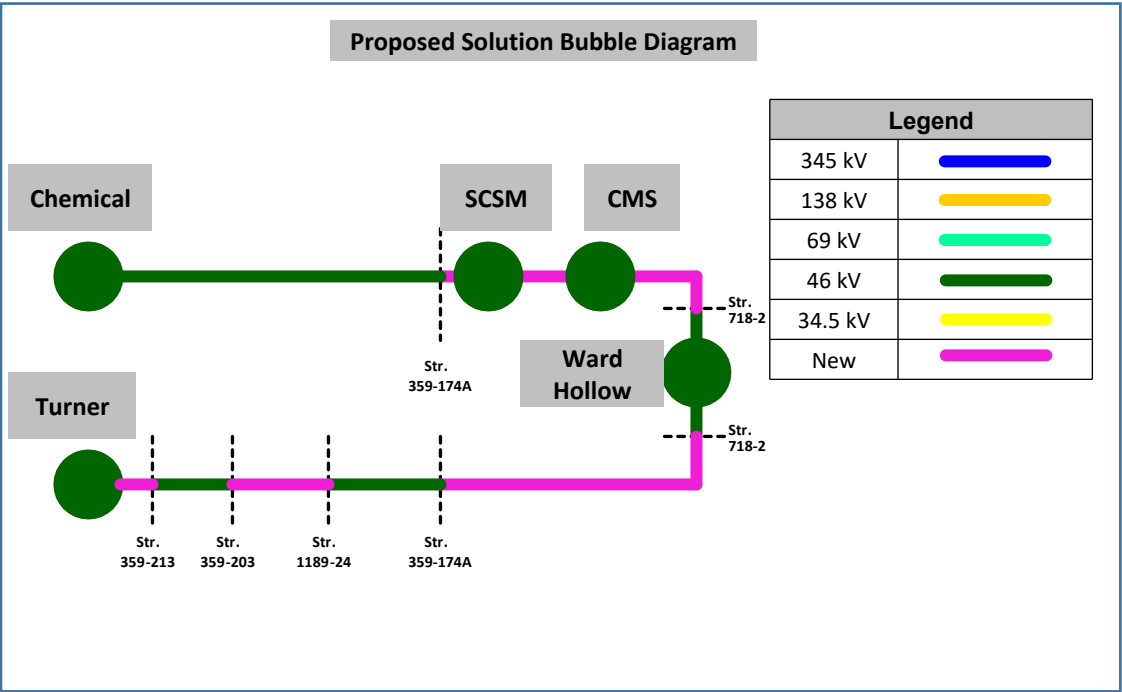 Proposed Solution Bubble Diagram
Legend
345 kV
138 kV
69 kV
46 kV
34.5 kV
New
Chemical
SCSM
CMS
Str.
359-174A
Str.
718-2
Ward
Hollow
Str.
718-2
Turner
Str.
359-213
Str.
359-203
Str.
1189-24
Str.
359-174A